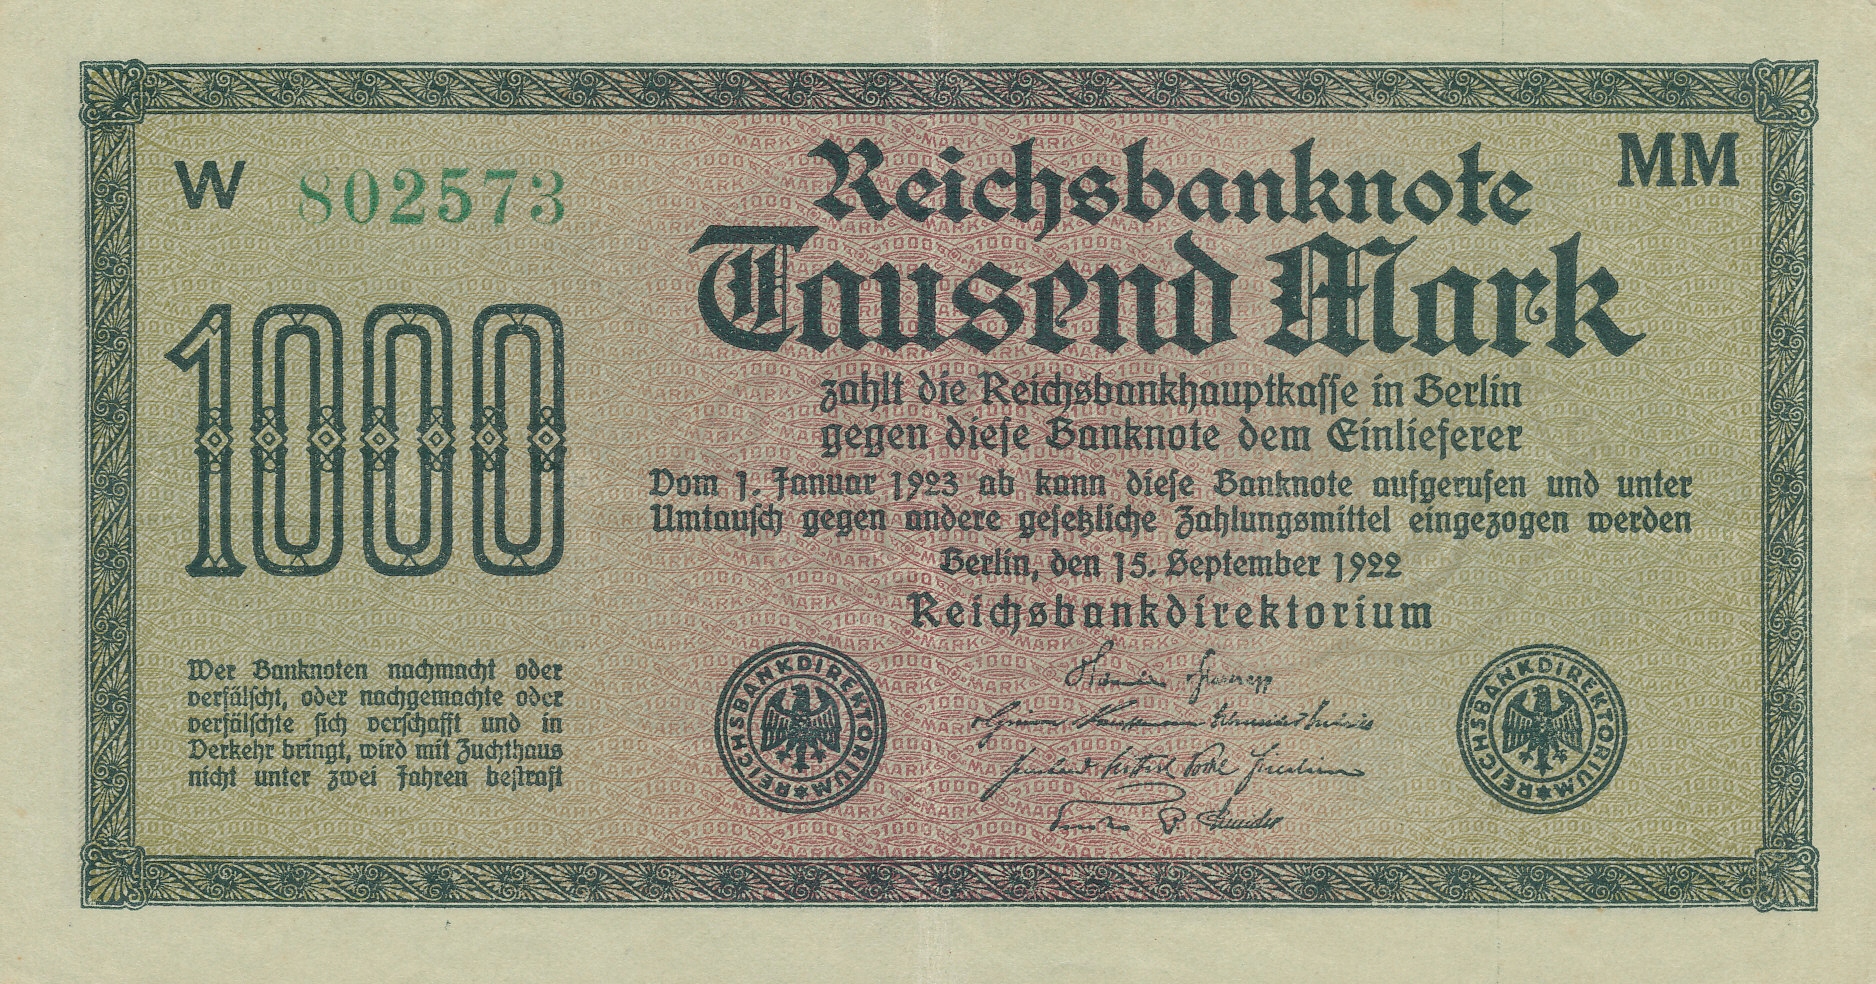 W 802573
MM
Reichsbanknote
Tausend Mark
1000
zahlt die Reichsbankhauptkasse in Berlin
gegen diese Banknote dem Einlieferer
Vom 1. Januar 1923 ab kann diese Banknote aufgerufen und unter
Umtausch gegen andere gesetzliche Zahlungsmittel eingezogen werden
Berlin, den 15. September 1922
Reichsbankdirektorium
Wer Banknoten nachmacht oder
verfälscht, oder nachgemachte oder
verfälschte sich verschafft und in
Verkehr bringt, wird mit Zuchthaus
nicht unter zwei Jahren bestraft
REICHSBANKDIREKTORIUM
REICHSBANKDIREKTORIUM